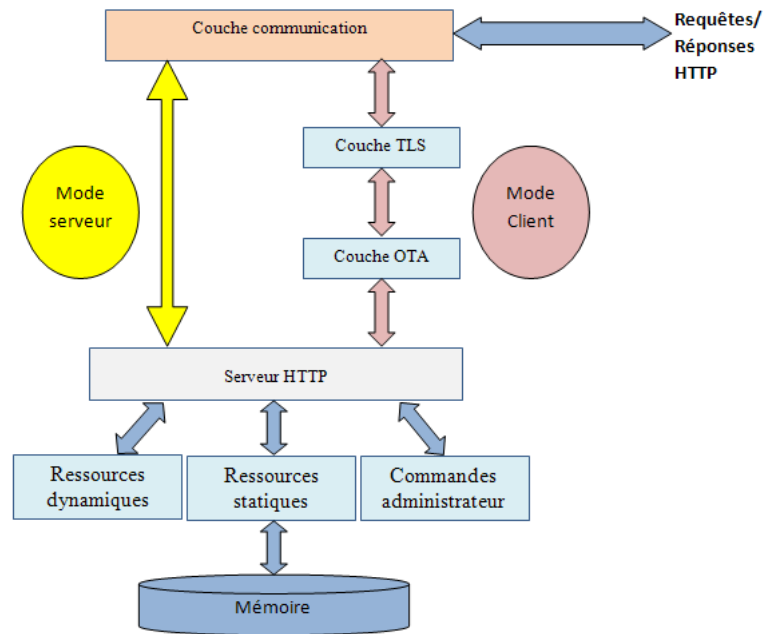 Couche communication
Requêtes/
Réponses
HTTP
Couche TLS
Mode
serveur
Mode
Client
Couche OTA
Serveur HTTP
Ressources
dynamiques
Ressources
statiques
Commandes
administrateur
Mémoire